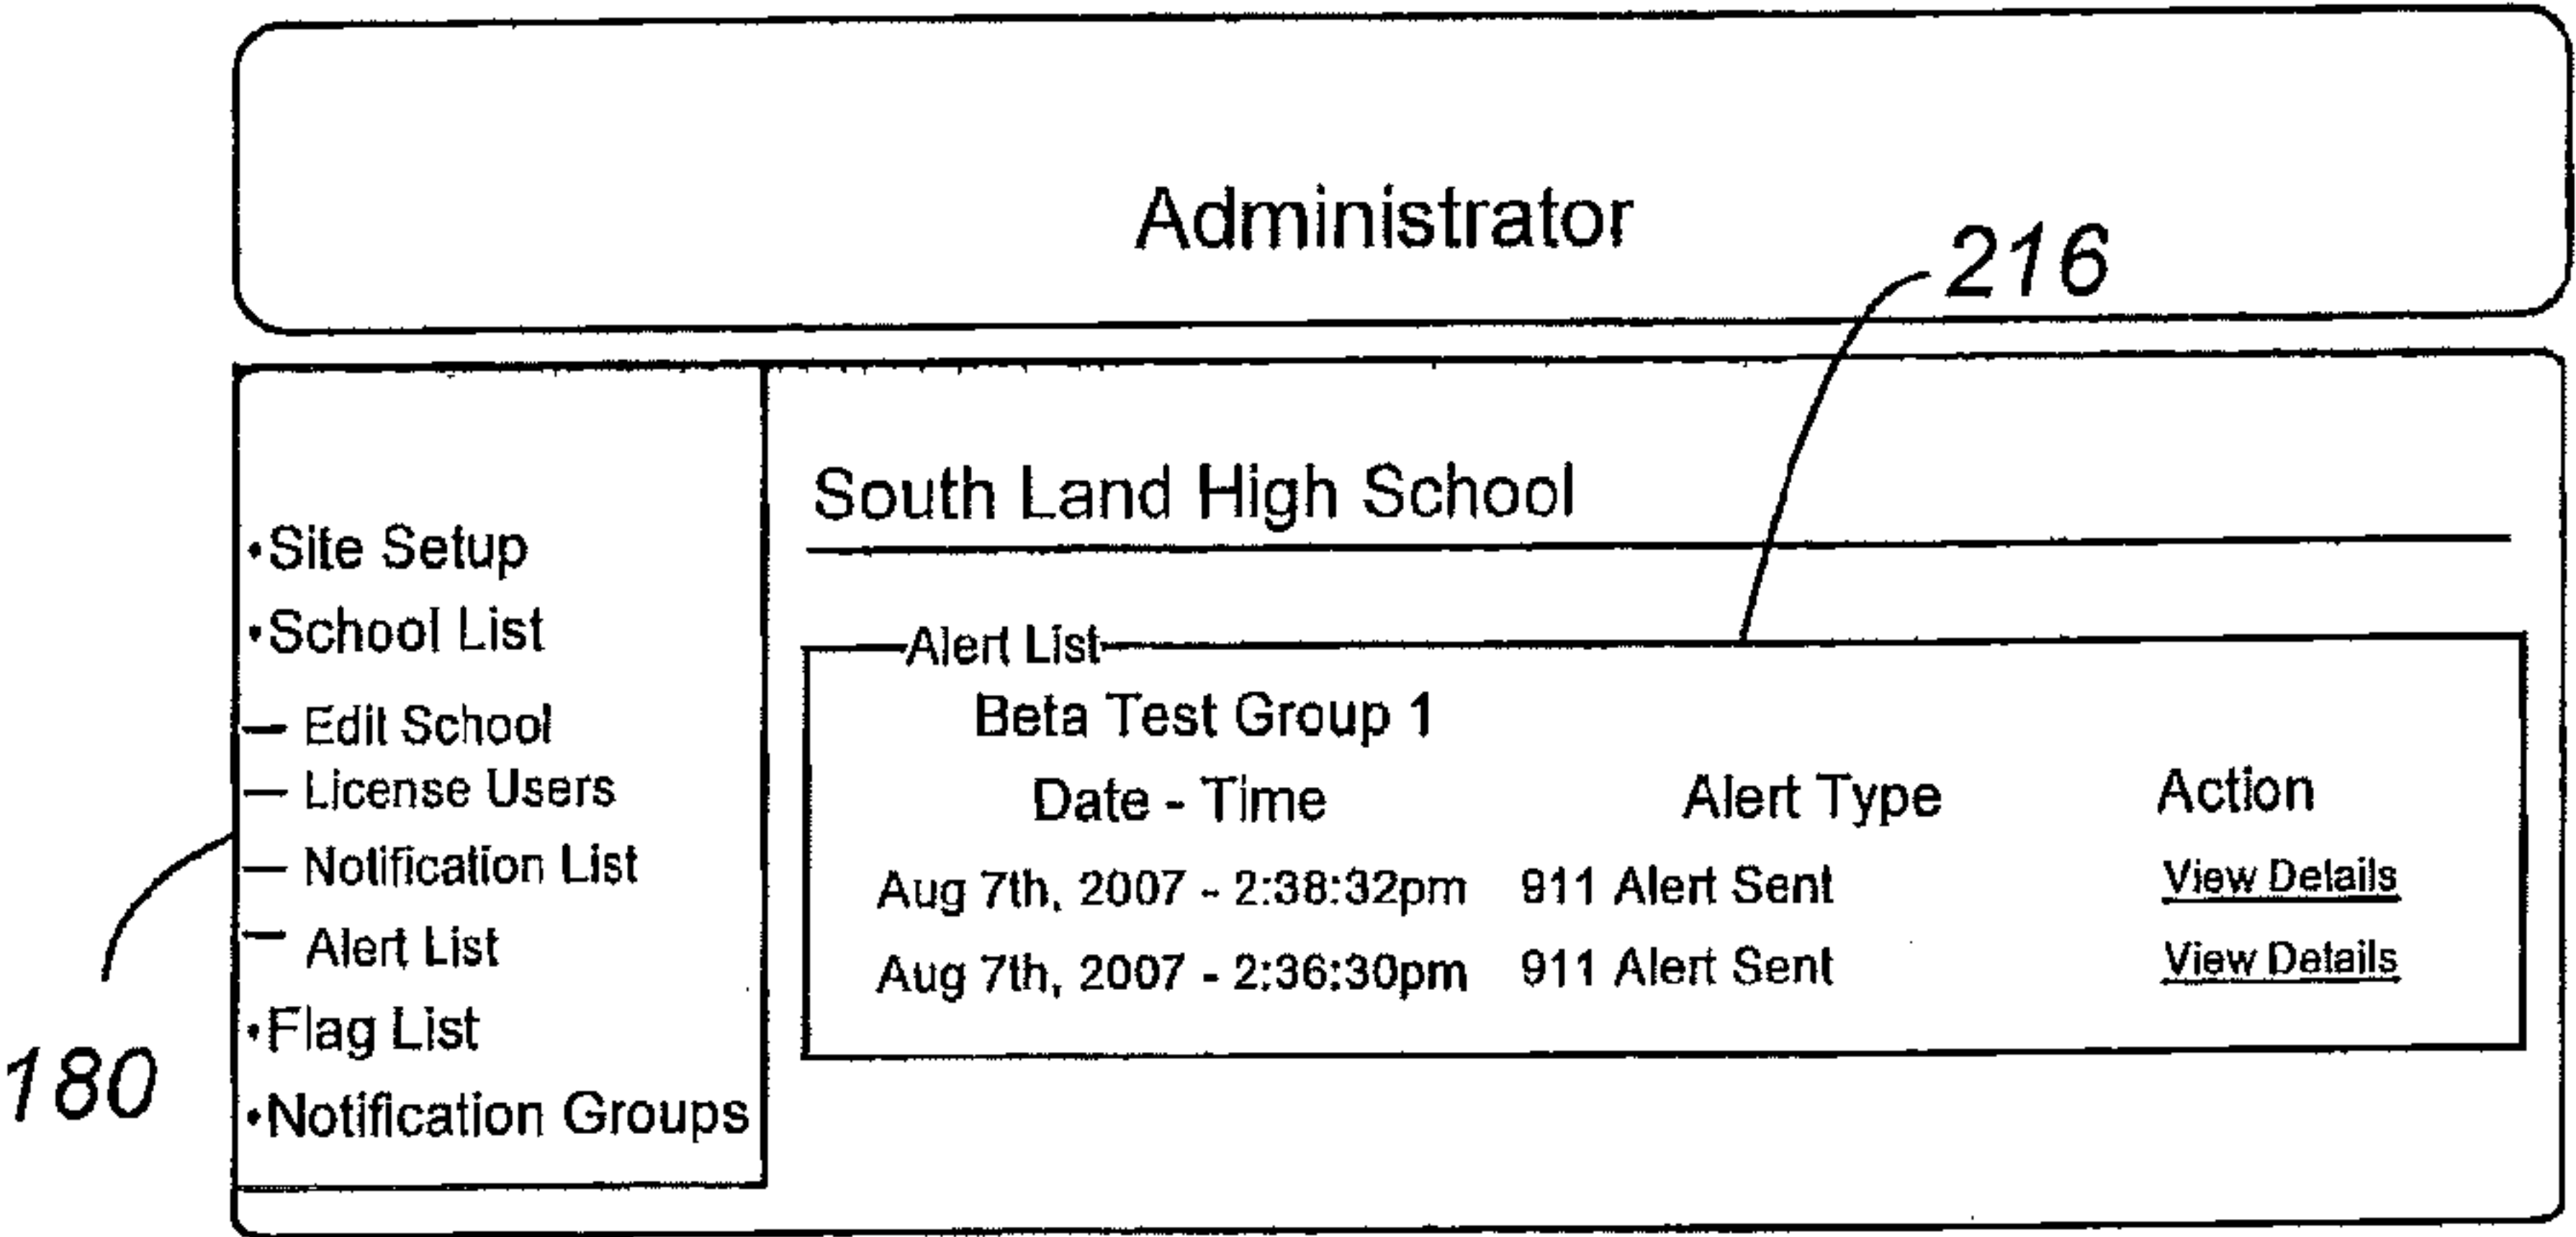 Administrator
216
•Site Setup
•School List
— Edit School
— License Users
— Notification List
— Alert List
•Flag List
•Notification Groups
180
South Land High School
Alert List
Beta Test Group 1
Date - Time Alert Type Action
Aug 7th, 2007 - 2:38:32pm 911 Alert Sent View Details
Aug 7th, 2007 - 2:36:30pm 911 Alert Sent View Details